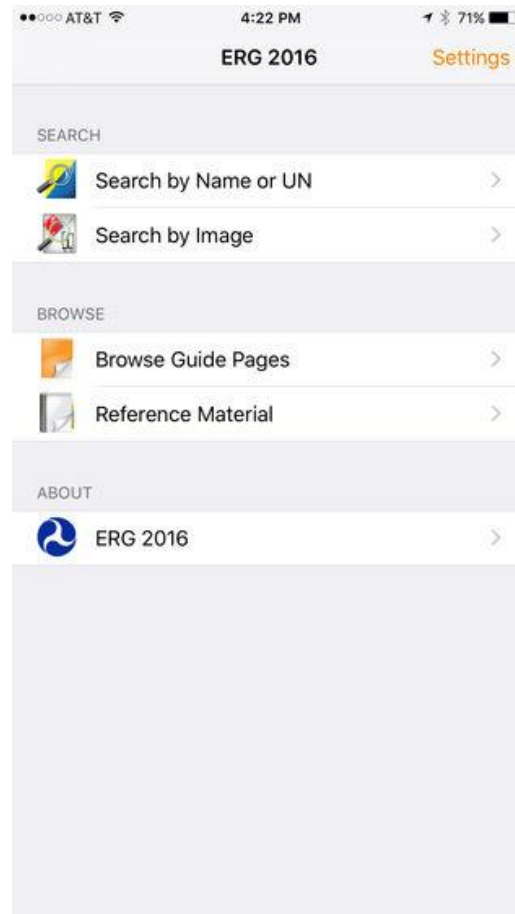 AT&T 4:22 PM 71%
ERG 2016 Settings
SEARCH
Search by Name or UN
Search by Image
BROWSE
Browse Guide Pages
Reference Material
ABOUT
ERG 2016